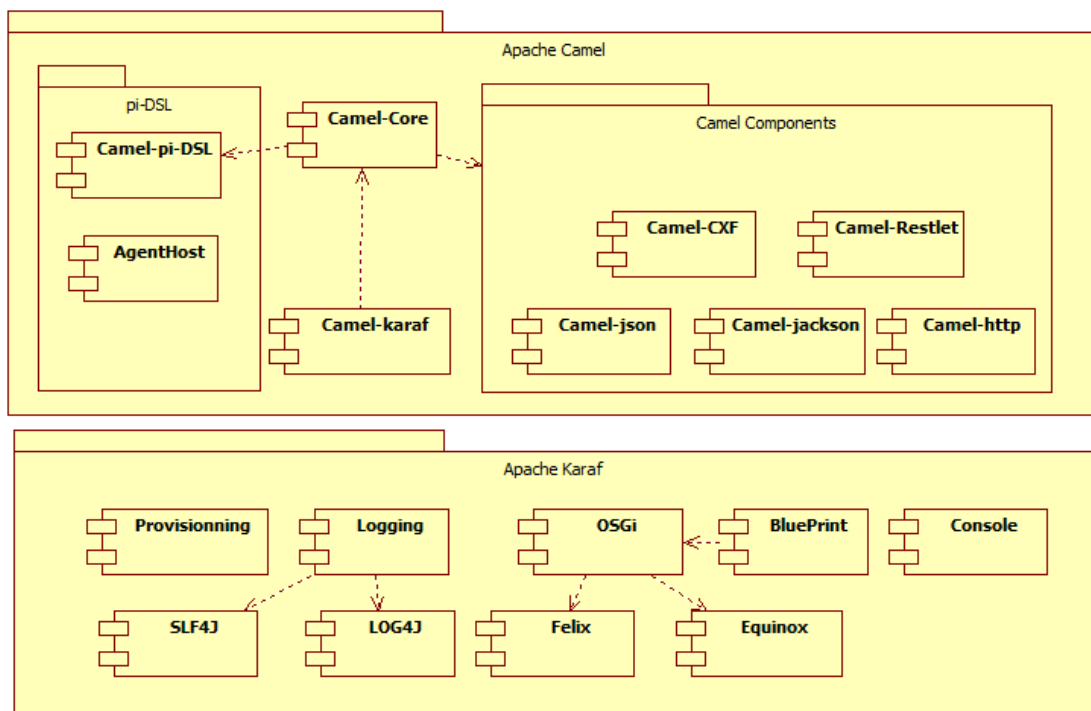 Apache Camel
pi-DSL
Camel-pi-DSL
AgentHost
Camel-Core
Camel-karaf
Camel Components
Camel-CXF
Camel-Restlet
Camel-json
Camel-jackson
Camel-http
Apache Karaf
Provisionning
Logging
OSGi
BluePrint
Console
SLF4J
LOG4J
Felix
Equinox